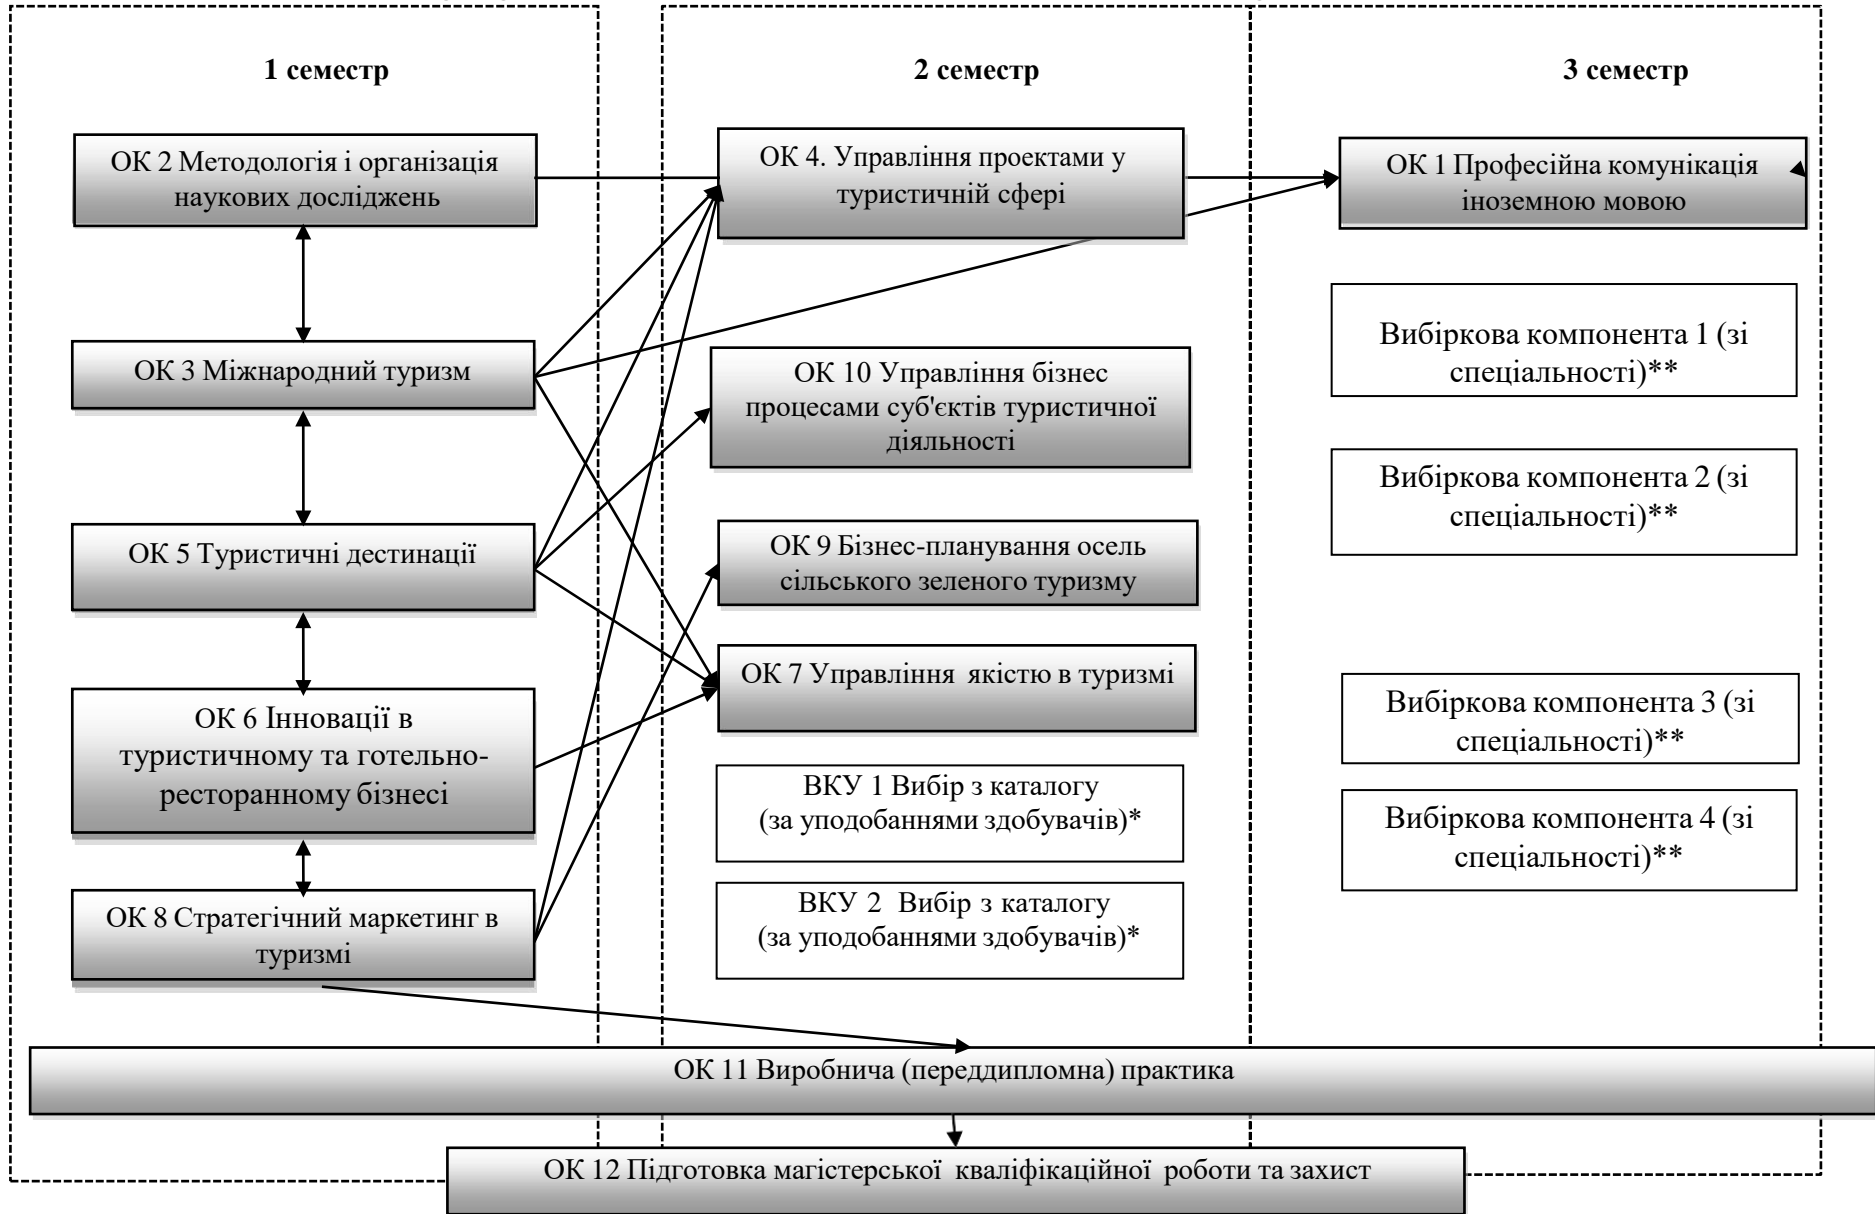 1 семестр
2 семестр
3 семестр
ОК 2 Методологія і організація
наукових досліджень
ОК 3 Міжнародний туризм
ОК 5 Туристичні дестинації
ОК 6 Інновації в
туристичному та готельно-
ресторанному бізнесі
ОК 8 Стратегічний маркетинг в
туризмі
ОК 4. Управління проектами у
туристичній сфері
ОК 10 Управління бізнес
процесами суб'єктів туристичної
діяльності
ОК 9 Бізнес-планування осель
сільського зеленого туризму
ОК 7 Управління якістю в туризмі
ВКУ 1 Вибір з каталогу
(за уподобаннями здобувачів)*
ВКУ 2 Вибір з каталогу
(за уподобаннями здобувачів)*
ОК 1 Професійна комунікація
іноземною мовою
Вибіркова компонента 1 (зі
спеціальності)**
Вибіркова компонента 2 (зі
спеціальності)**
Вибіркова компонента 3 (зі
спеціальності)**
Вибіркова компонента 4 (зі
спеціальності)**
ОК 11 Виробнича (переддипломна) практика
ОК 12 Підготовка магістерської кваліфікаційної роботи та захист